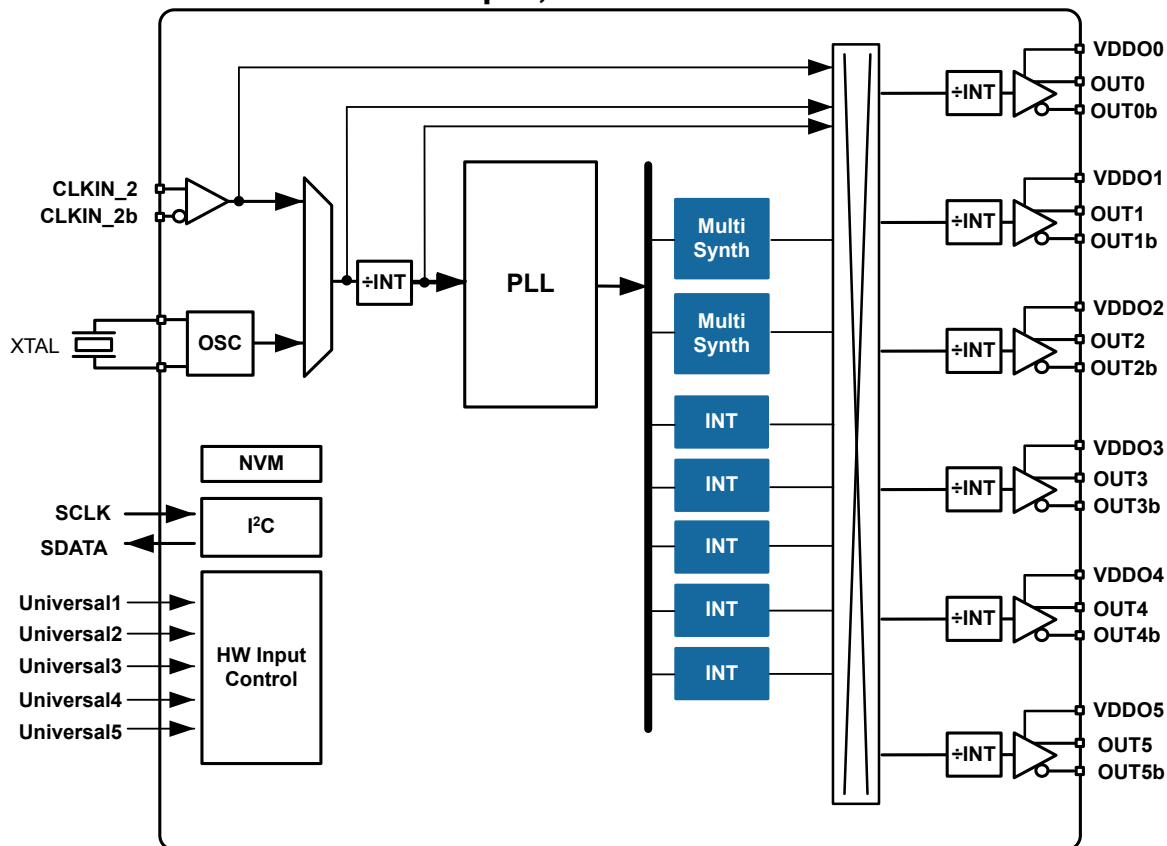 VDDO0
OUT0
OUT0b
÷INT
CLKIN_2
CLKIN_2b
VDDO1
OUT1
OUT1b
÷INT
Multi
Synth
÷INT
PLL
XTAL
OSC
Multi
Synth
VDDO2
OUT2
OUT2b
÷INT
INT
NVM
INT
VDDO3
OUT3
OUT3b
÷INT
SCLK
SDATA
I²C
INT
Universal1
Universal2
Universal3
Universal4
Universal5
HW Input
Control
INT
INT
VDDO4
OUT4
OUT4b
÷INT
VDDO5
OUT5
OUT5b
÷INT